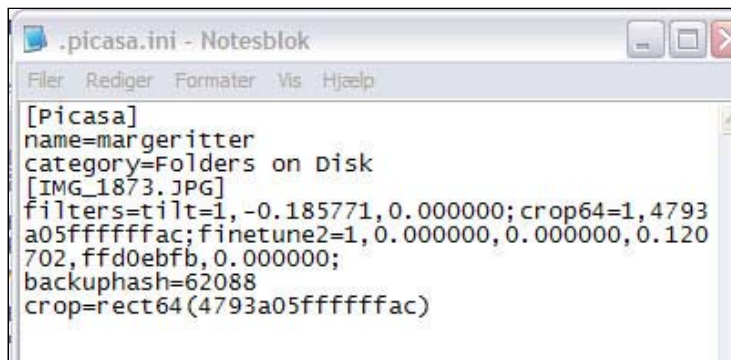 .picasa.ini - Notesblok
Filer Rediger Formater Vis Hjælp
[Picasa]
name=margeritter
category=Folders on Disk
[IMG_1873.JPG]
filters=tilt=1,-0.185771,0.000000;crop64=1,4793
a05ffffffac;finetune2=1,0.000000,0.000000,0.120
702,ffd0ebfb,0.000000;
backuphash=62088
crop=rect64(4793a05ffffffac)